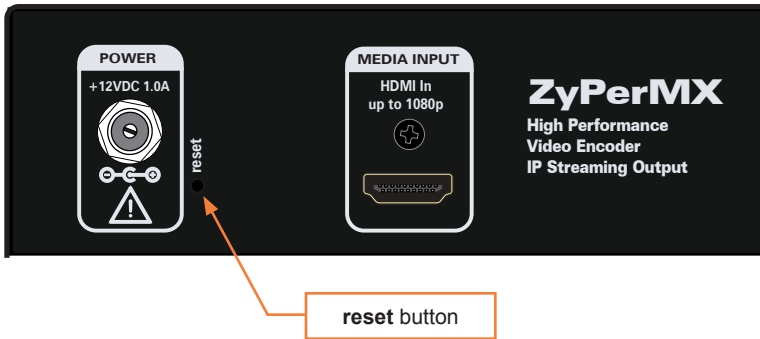 POWER
+12VDC 1.0A
reset
MEDIA INPUT
HDMI In
up to 1080p
ZyPerMX
High Performance
Video Encoder
IP Streaming Output
reset button